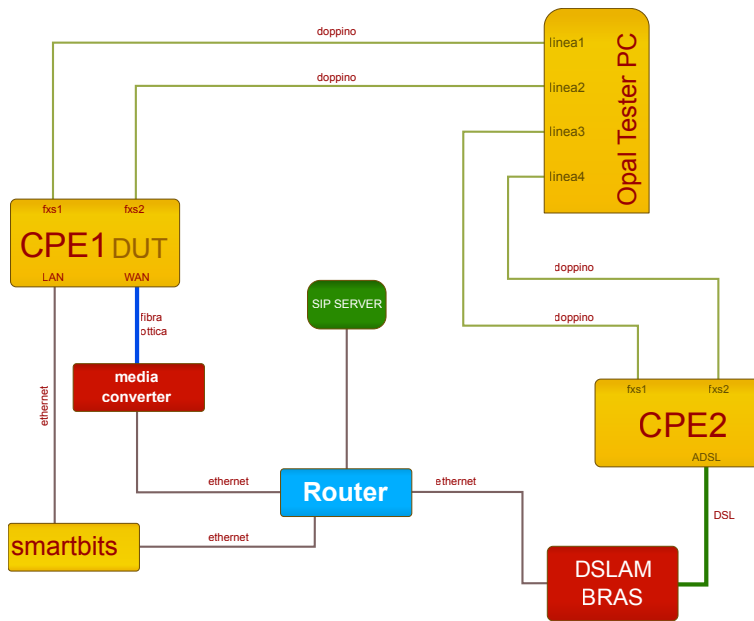 doppino
linea1
doppino
linea2
linea3
linea4
Opal Tester PC
fxs1
fxs2
CPE1 DUT
LAN
WAN
fibra
ottica
ethernet
media
converter
SIP SERVER
doppino
doppino
fxs1
fxs2
CPE2
ADSL
DSL
ethernet
Router
ethernet
smartbits
ethernet
DSLAM
BRAS